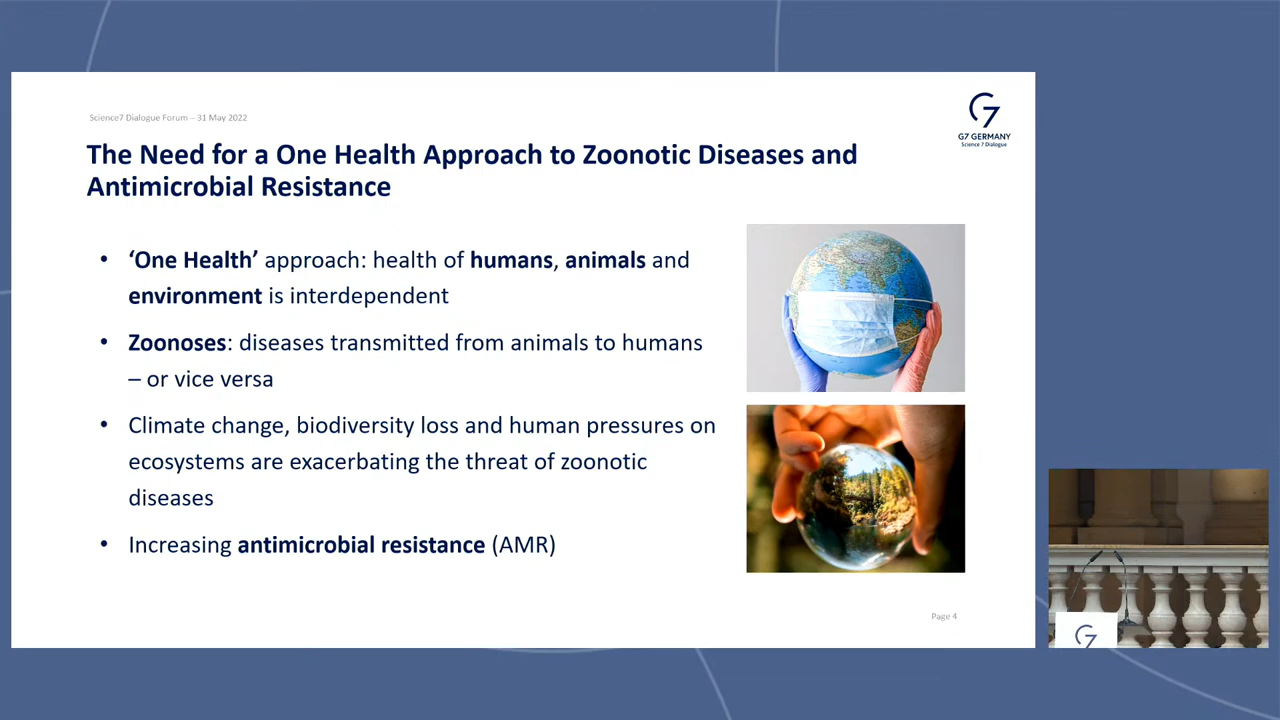 Science7 Dialogue Forum – 31 May 2022
G7 GERMANY
Science 7 Dialogue
The Need for a One Health Approach to Zoonotic Diseases and
Antimicrobial Resistance
• ‘One Health’ approach: health of humans, animals and
environment is interdependent
• Zoonoses: diseases transmitted from animals to humans
– or vice versa
• Climate change, biodiversity loss and human pressures on
ecosystems are exacerbating the threat of zoonotic
diseases
• Increasing antimicrobial resistance (AMR)
Page 4